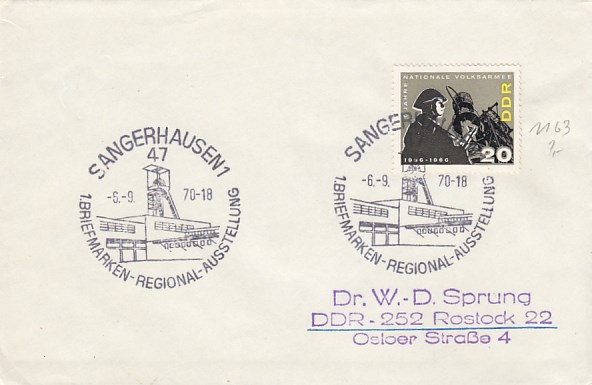 SANGERHAUSEN 1
47
-6.-9. 70-18
1.BRIEFMARKEN-REGIONAL-AUSSTELLUNG
JAHRE NATIONALE VOLKSARMEE
DDR
1956-1966
20
SANGER
-6.-9. 70-18
1.BRIEFMARKEN-REGIONAL-AUSSTELLUNG
1163
Dr. W.-D. Sprung
DDR - 252 Rostock 22
Osloer Straße 4